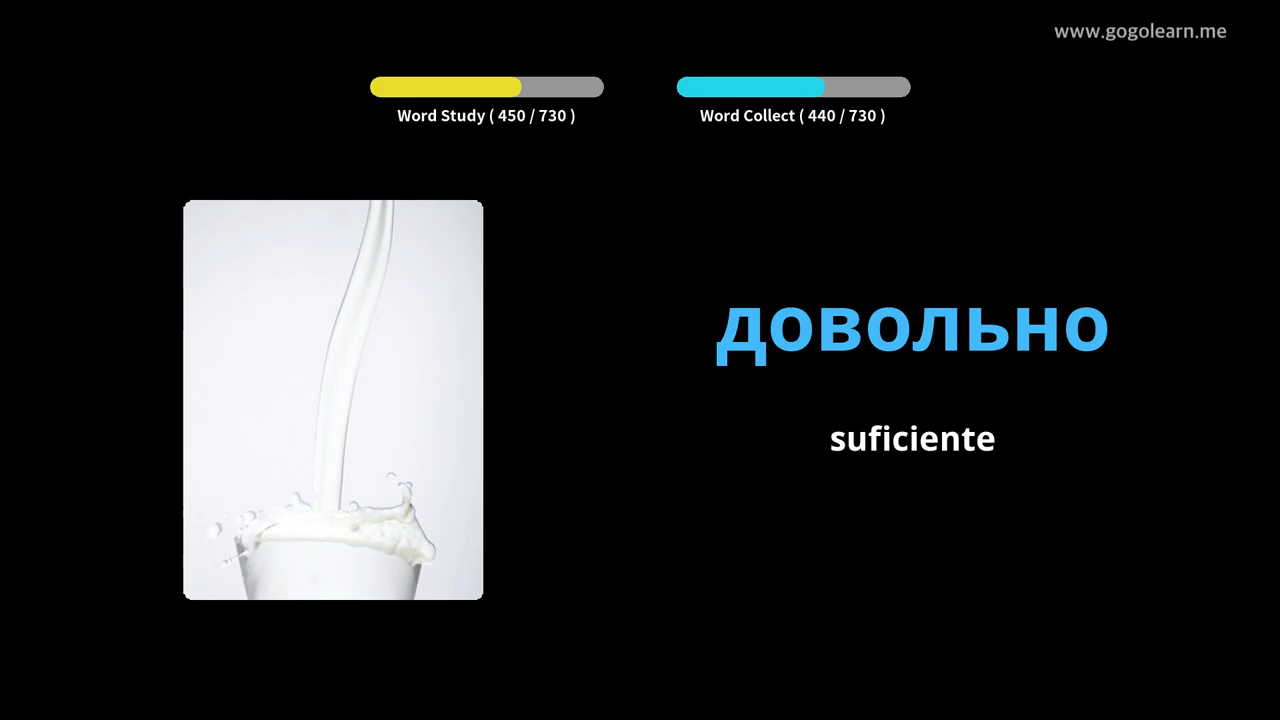 www.gogolearn.me
Word Study ( 450 / 730 )
Word Collect ( 440 / 730 )
довольно
suficiente